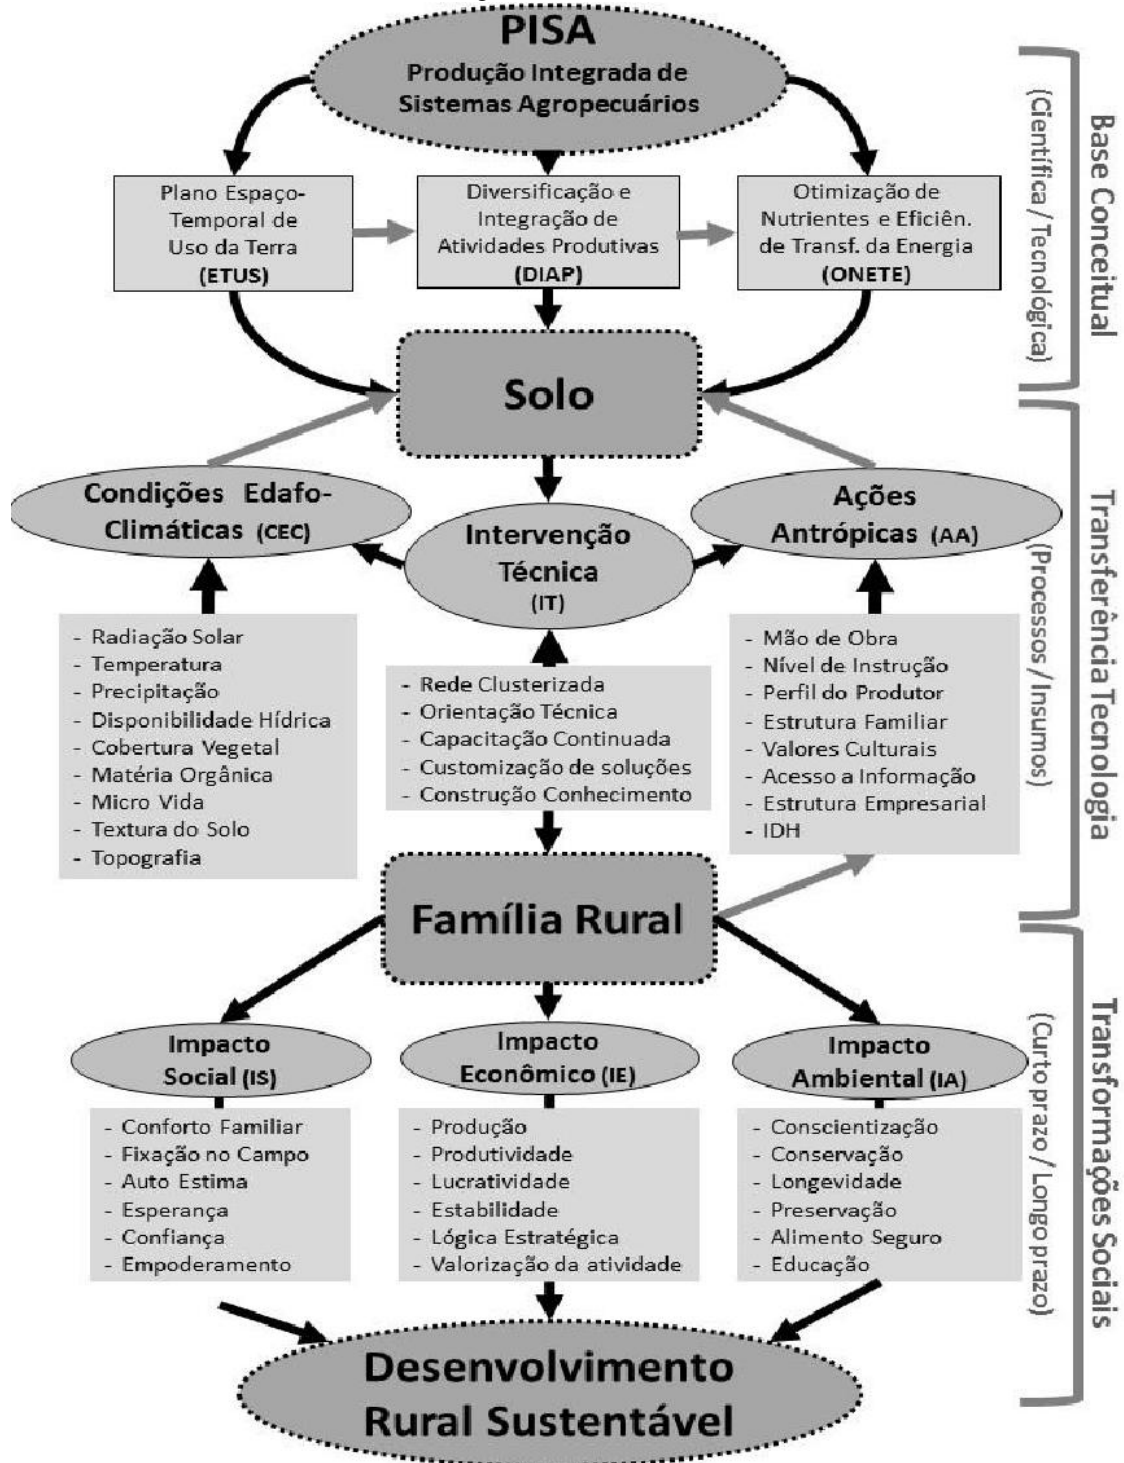 PISA
Produção Integrada de
Sistemas Agropecuários
Plano Espaço-
Temporal de
Uso da Terra
(ETUS)
Diversificação e
Integração de
Atividades Produtivas
(DIAP)
Otimização de
Nutrientes e Eficiên.
de Transf. da Energia
(ONETE)
Base Conceitual
(Científica / Tecnológica)
Solo
Condições Edafo-
Climáticas (CEC)
Intervenção
Técnica
(IT)
Ações
Antrópicas (AA)
- Radiação Solar
- Temperatura
- Precipitação
- Disponibilidade Hídrica
- Cobertura Vegetal
- Matéria Orgânica
- Micro Vida
- Textura do Solo
- Topografia
- Rede Clusterizada
- Orientação Técnica
- Capacitação Continuada
- Customização de soluções
- Construção Conhecimento
- Mão de Obra
- Nível de Instrução
- Perfil do Produtor
- Estrutura Familiar
- Valores Culturais
- Acesso a Informação
- Estrutura Empresarial
- IDH
Transferência Tecnologia
(Processos / Insumos)
Família Rural
Impacto
Social (IS)
Impacto
Econômico (IE)
Impacto
Ambiental (IA)
- Conforto Familiar
- Fixação no Campo
- Auto Estima
- Esperança
- Confiança
- Empoderamento
- Produção
- Produtividade
- Lucratividade
- Estabilidade
- Lógica Estratégica
- Valorização da atividade
- Conscientização
- Conservação
- Longevidade
- Preservação
- Alimento Seguro
- Educação
Transformações Sociais
(Curto prazo / Longo prazo)
Desenvolvimento
Rural Sustentável